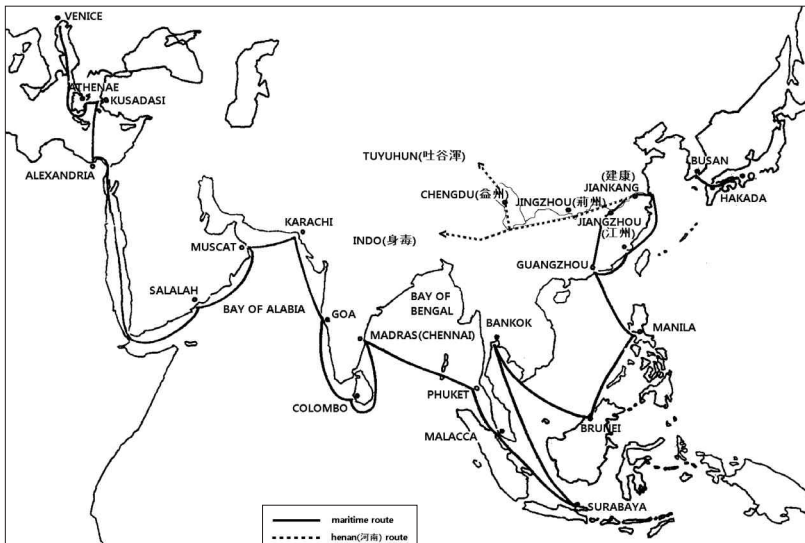 VENICE
ATHENAE
KUSADASI
ALEXANDRIA
TUYUHUN(吐谷渾)
CHENGDU(益州)
JINGZHOU(荊州)
(建康)
JIANKANG
JIANGZHOU
(江州)
BUSAN
HAKADA
KARACHI
MUSCAT
INDO(身毒)
GUANGZHOU
SALALAH
BAY OF ALABIA
GOA
BAY OF
BENGAL
MADRAS(CHENNAI)
BANKOK
MANILA
COLOMBO
PHUKET
MALACCA
BRUNEI
SURABAYA
maritime route
henan(河南) route